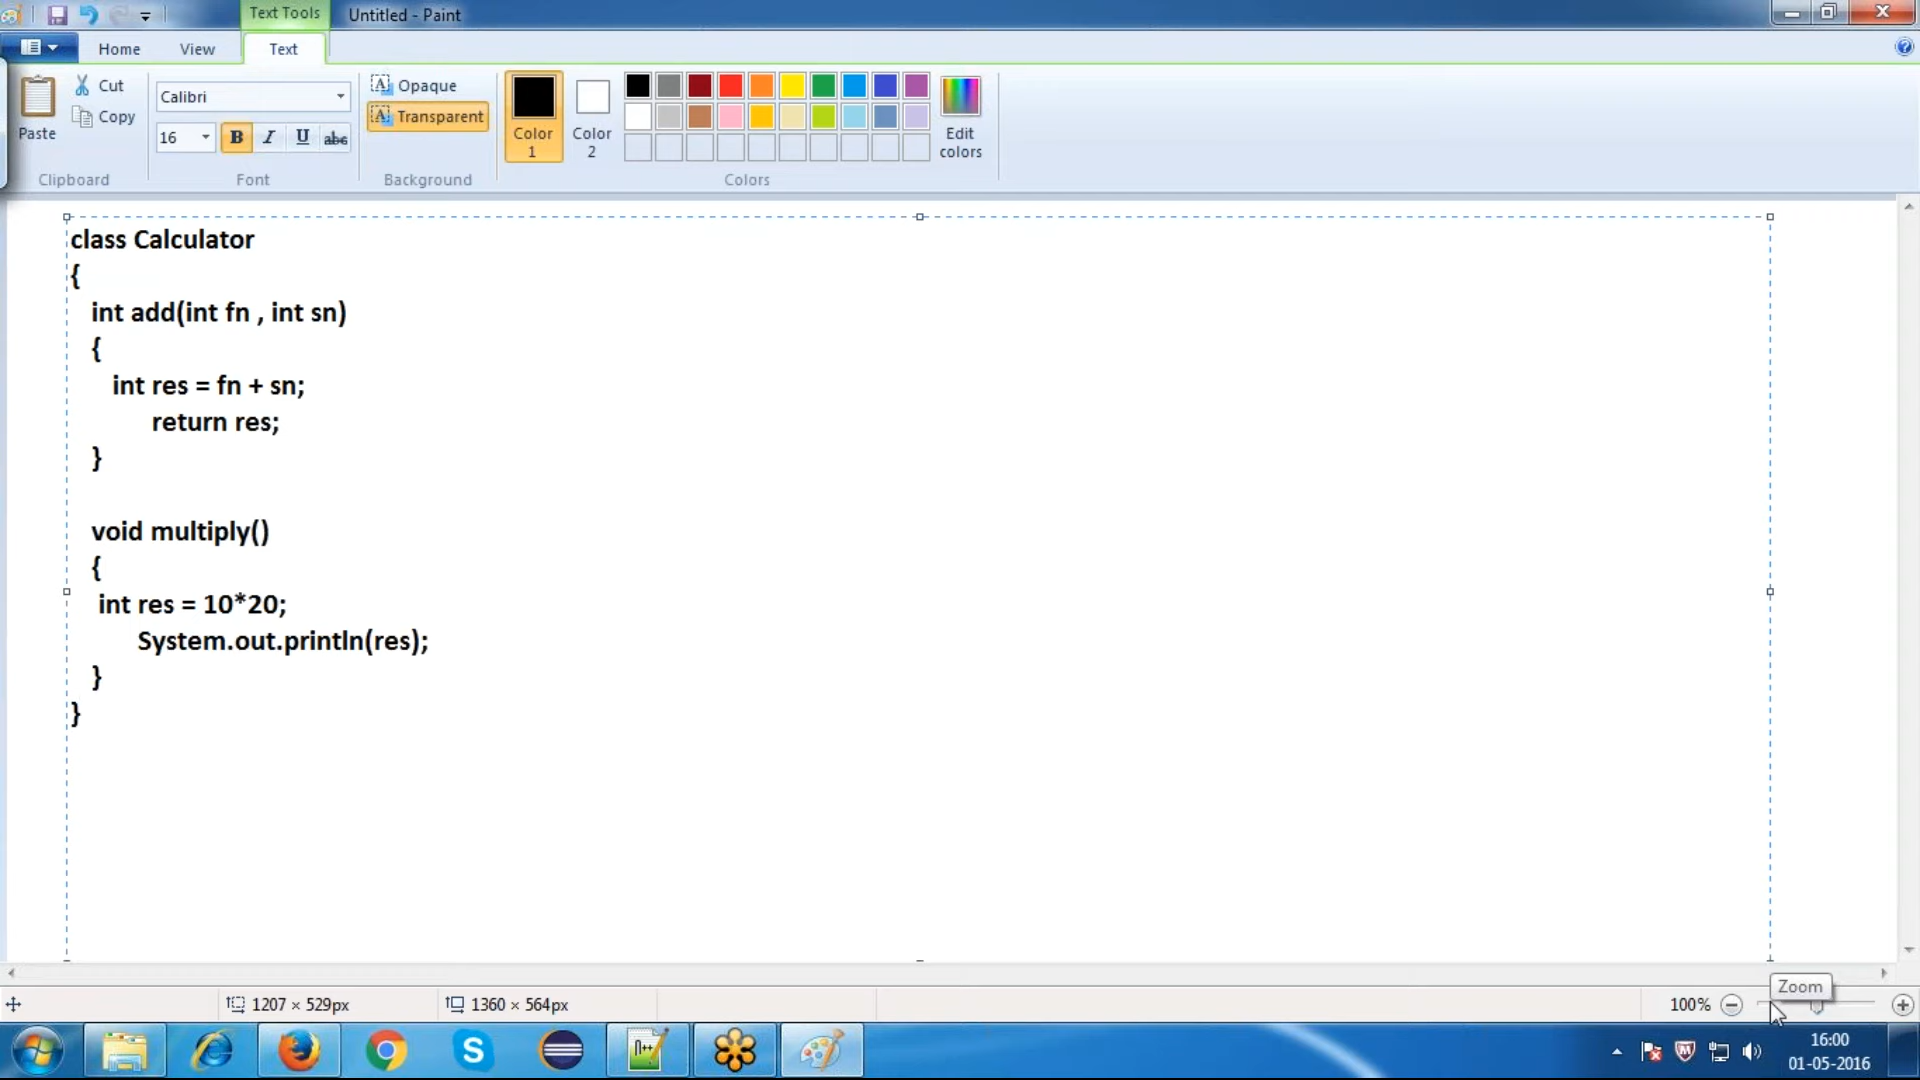 Text Tools
Untitled - Paint
Home
View
Text
Paste
Cut
Copy
Clipboard
Calibri
16
B I U abc
Font
Opaque
Transparent
Background
Color 1
Color 2
Edit colors
Colors
class Calculator
{
int add(int fn , int sn)
{
int res = fn + sn;
return res;
}
void multiply()
{
int res = 10*20;
System.out.println(res);
}
}
Zoom
1207 × 529px
1360 × 564px
100%
16:00
01-05-2016